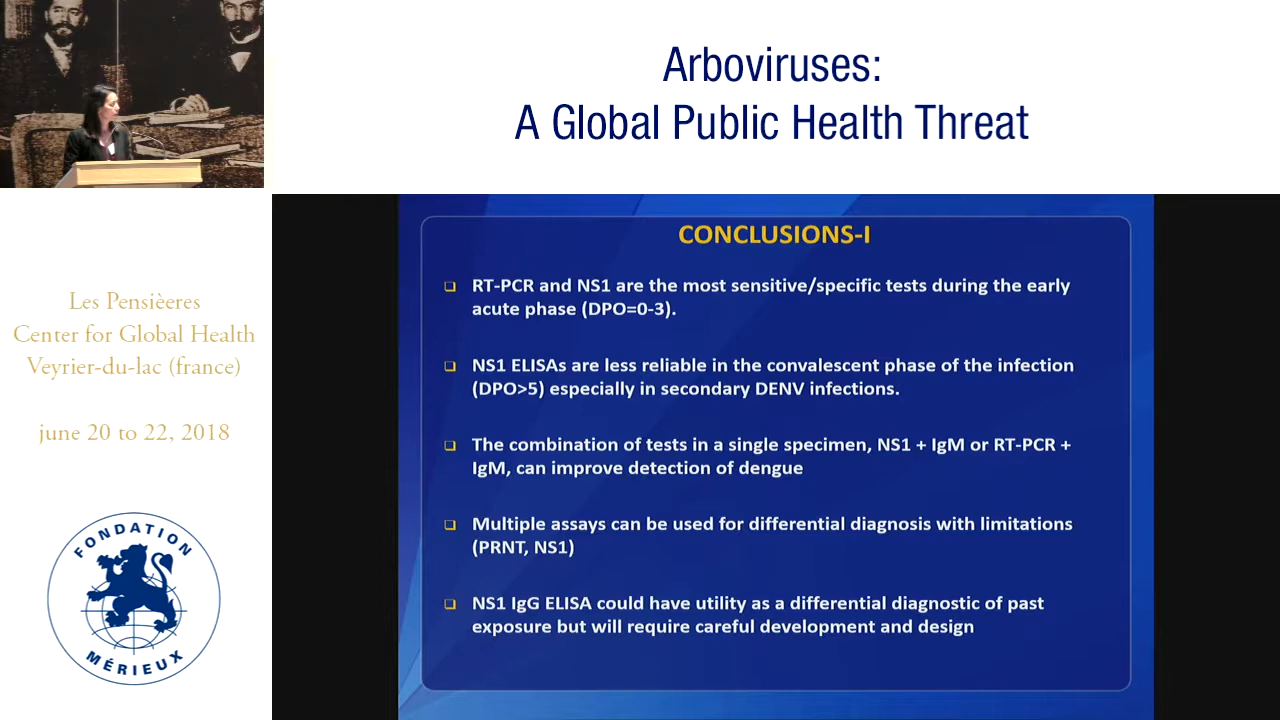 Arboviruses:
A Global Public Health Threat
Les Pensièeres
Center for Global Health
Veyrier-du-lac (france)
june 20 to 22, 2018
FONDATION
MÉRIEUX
CONCLUSIONS-I
RT-PCR and NS1 are the most sensitive/specific tests during the early
acute phase (DPO=0-3).
NS1 ELISAs are less reliable in the convalescent phase of the infection
(DPO>5) especially in secondary DENV infections.
The combination of tests in a single specimen, NS1 + IgM or RT-PCR +
IgM, can improve detection of dengue
Multiple assays can be used for differential diagnosis with limitations
(PRNT, NS1)
NS1 IgG ELISA could have utility as a differential diagnostic of past
exposure but will require careful development and design